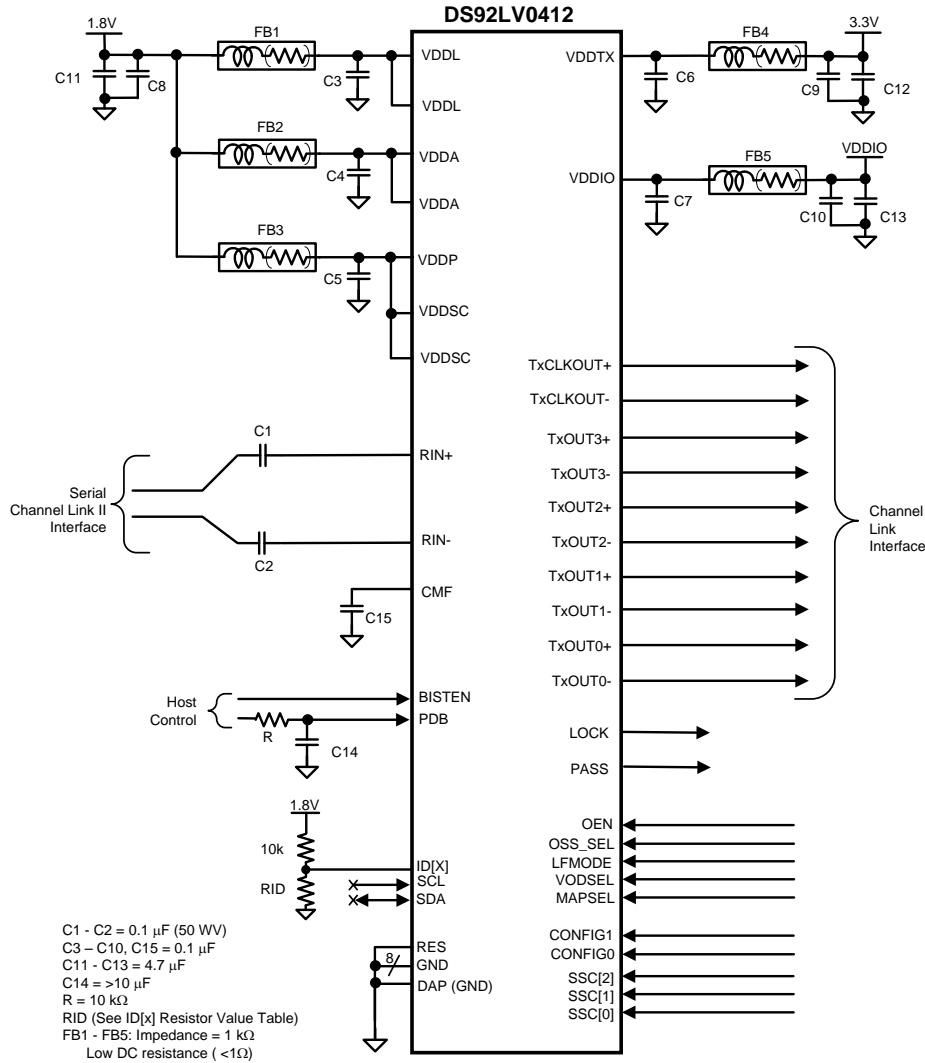 DS92LV0412
1.8V
FB1
C11
C8
C3
VDDL
VDDL
FB2
C4
VDDA
VDDA
FB3
C5
VDDP
VDDSC
VDDSC
VDDTX
C6
FB4
3.3V
C9
C12
VDDIO
C7
FB5
VDDIO
C10
C13
C1
RIN+
Serial
Channel Link II
Interface
C2
RIN-
CMF
C15
TxCLKOUT+
TxCLKOUT-
TxOUT3+
TxOUT3-
TxOUT2+
TxOUT2-
TxOUT1+
TxOUT1-
TxOUT0+
TxOUT0-
Channel
Link
Interface
Host
Control
BISTEN
PDB
R
C14
LOCK
PASS
1.8V
10k
RID
ID[X]
SCL
SDA
OEN
OSS_SEL
LFMODE
VODSEL
MAPSEL
CONFIG1
CONFIG0
SSC[2]
SSC[1]
SSC[0]
RES
8
GND
DAP (GND)
C1 - C2 = 0.1 μF (50 WV)
C3 – C10, C15 = 0.1 μF
C11 - C13 = 4.7 μF
C14 = >10 μF
R = 10 kΩ
RID (See ID[x] Resistor Value Table)
FB1 - FB5: Impedance = 1 kΩ
Low DC resistance ( <1Ω)